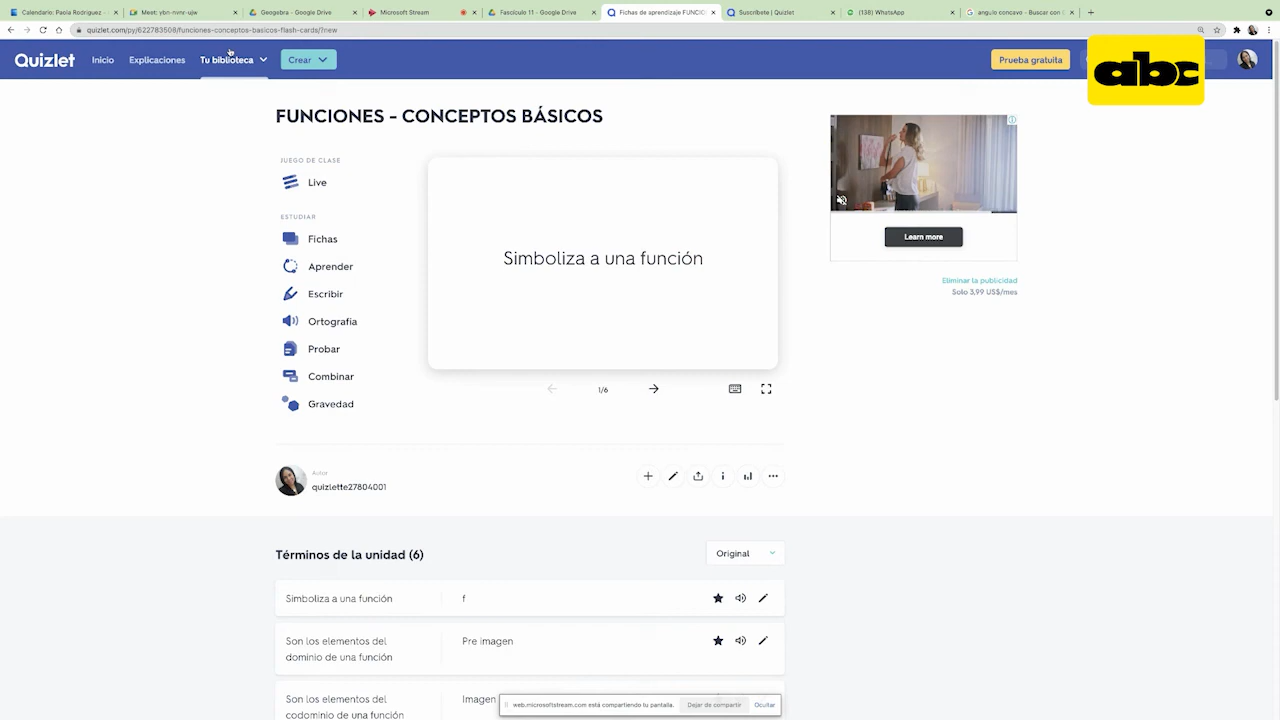 Calendario: Paola Rodriguez -
Meet: ybn-nvnr-ujw
Geogebra - Google Drive
Microsoft Stream
Fascículo 11 - Google Drive
Fichas de aprendizaje FUNCIO
Suscríbete | Quizlet
(138) WhatsApp
angulo concavo - Buscar con
quizlet.com/py/622783508/funciones-conceptos-basicos-flash-cards/?new
Quizlet
Inicio
Explicaciones
Tu biblioteca
Crear
Prueba gratuita
abc
FUNCIONES - CONCEPTOS BÁSICOS
JUEGO DE CLASE
Live
ESTUDIAR
Fichas
Aprender
Escribir
Ortografía
Probar
Combinar
Gravedad
Simboliza a una función
1/6
Learn more
Eliminar la publicidad
Solo 3,99 US$/mes
Autor
quizlette27804001
Términos de la unidad (6)
Original
Simboliza a una función
f
Son los elementos del
dominio de una función
Pre imagen
Son los elementos del
codominio de una función
Imagen
web.microsoftstream.com está compartiendo tu pantalla.
Dejar de compartir
Ocultar